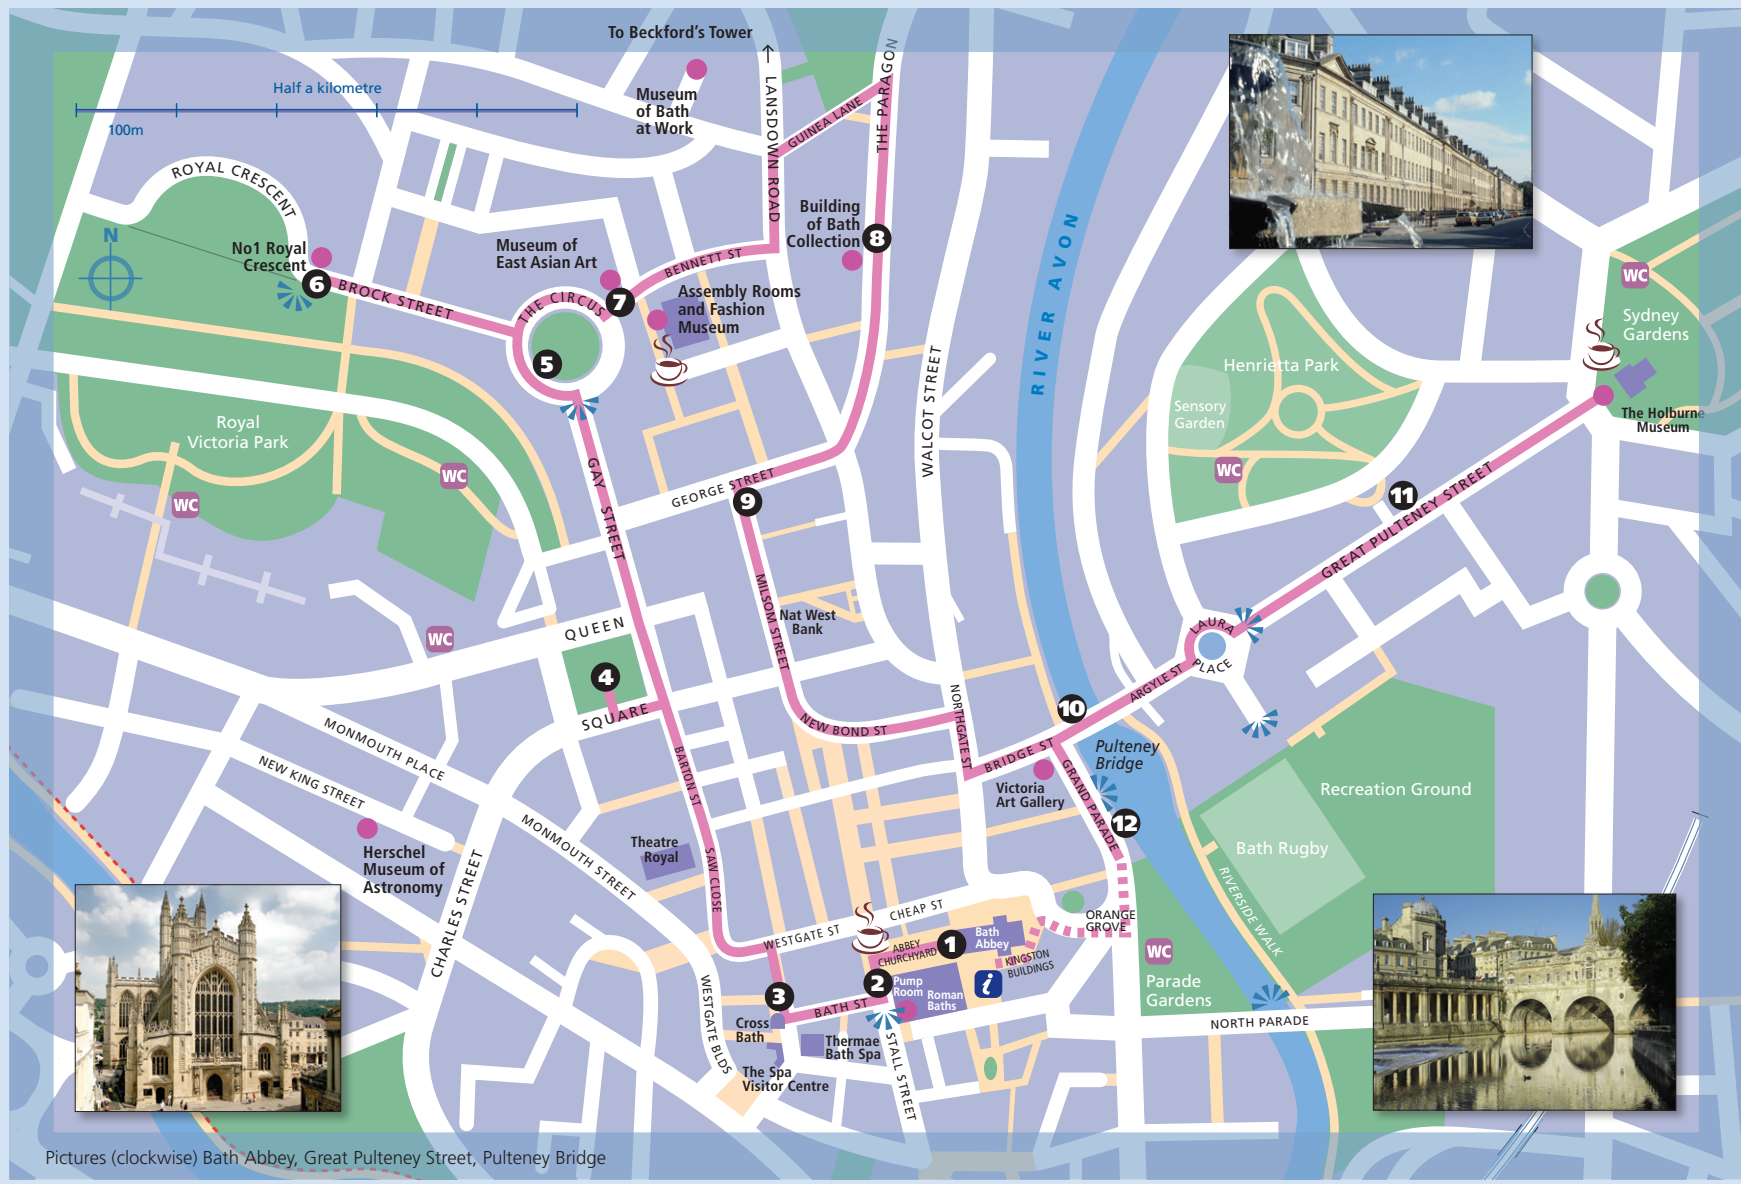 To Beckford's Tower
Half a kilometre
100m
Museum
of Bath
at Work
LANSDOWN ROAD
GUINEA LANE
THE PARAGON
ROYAL CRESCENT
N
No1 Royal
Crescent
6
BROCK STREET
Museum of
East Asian Art
THE CIRCUS
7
BENNETT ST
5
Assembly Rooms
and Fashion
Museum
Building
of Bath
Collection
8
RIVER AVON
WALCOT STREET
WC
Sydney
Gardens
Henrietta Park
Sensory
Garden
WC
The Holburne
Museum
11
GREAT PULTENEY STREET
Royal
Victoria Park
WC
WC
GAY STREET
GEORGE STREET
9
MILSOM STREET
Nat West
Bank
WC
QUEEN
4
SQUARE
LAURA
PLACE
ARGYLE ST
10
NORTHGATE ST
NEW BOND ST
BRIDGE ST
Pulteney
Bridge
Victoria
Art Gallery
GRAND PARADE
12
MONMOUTH PLACE
NEW KING STREET
BARTON ST
Recreation Ground
Bath Rugby
RIVERSIDE WALK
Herschel
Museum of
Astronomy
MONMOUTH STREET
Theatre
Royal
SAW CLOSE
CHARLES STREET
WESTGATE ST
CHEAP ST
ORANGE
GROVE
ABBEY
CHURCHYARD
1
Bath
Abbey
KINGSTON
BUILDINGS
WC
Parade
Gardens
2
Pump
Room
Roman
Baths
i
3
BATH ST
Cross
Bath
Thermae
Bath Spa
The Spa
Visitor Centre
WESTGATE BLDS
STALL STREET
NORTH PARADE
Pictures (clockwise) Bath Abbey, Great Pulteney Street, Pulteney Bridge